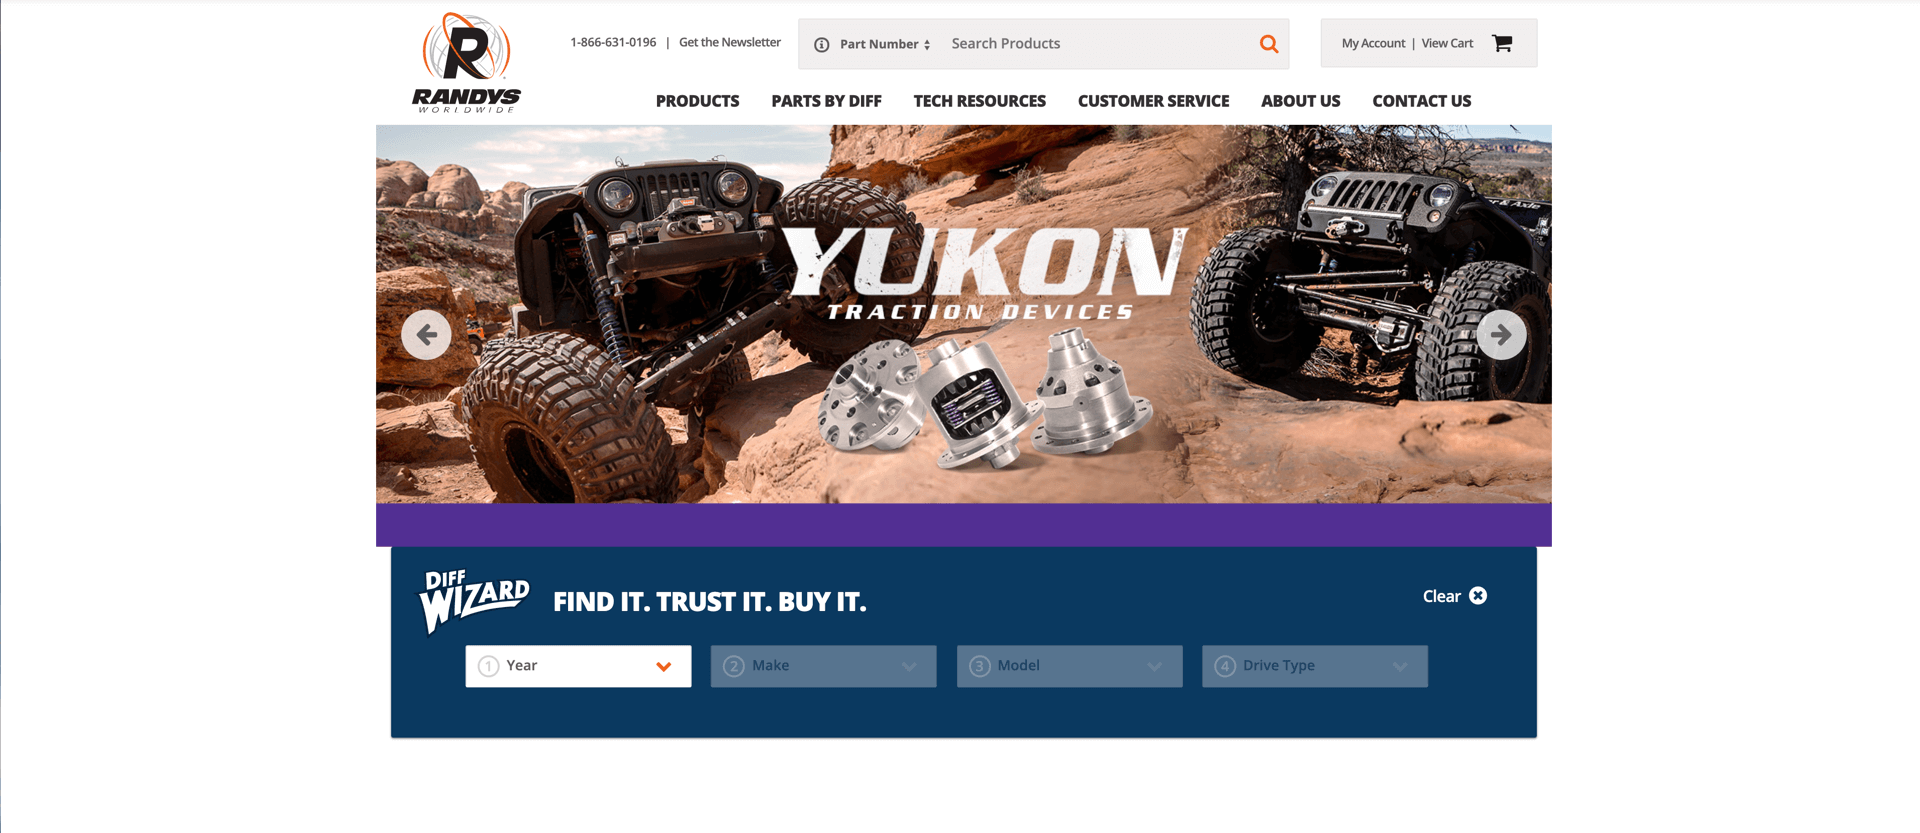 R
RANDYS
WORLDWIDE
1-866-631-0196 | Get the Newsletter
Part Number
Search Products
My Account | View Cart
PRODUCTS
PARTS BY DIFF
TECH RESOURCES
CUSTOMER SERVICE
ABOUT US
CONTACT US
YUKON
TRACTION DEVICES
& Axle
DIFF
WIZARD
FIND IT. TRUST IT. BUY IT.
Clear
1 Year
2 Make
3 Model
4 Drive Type